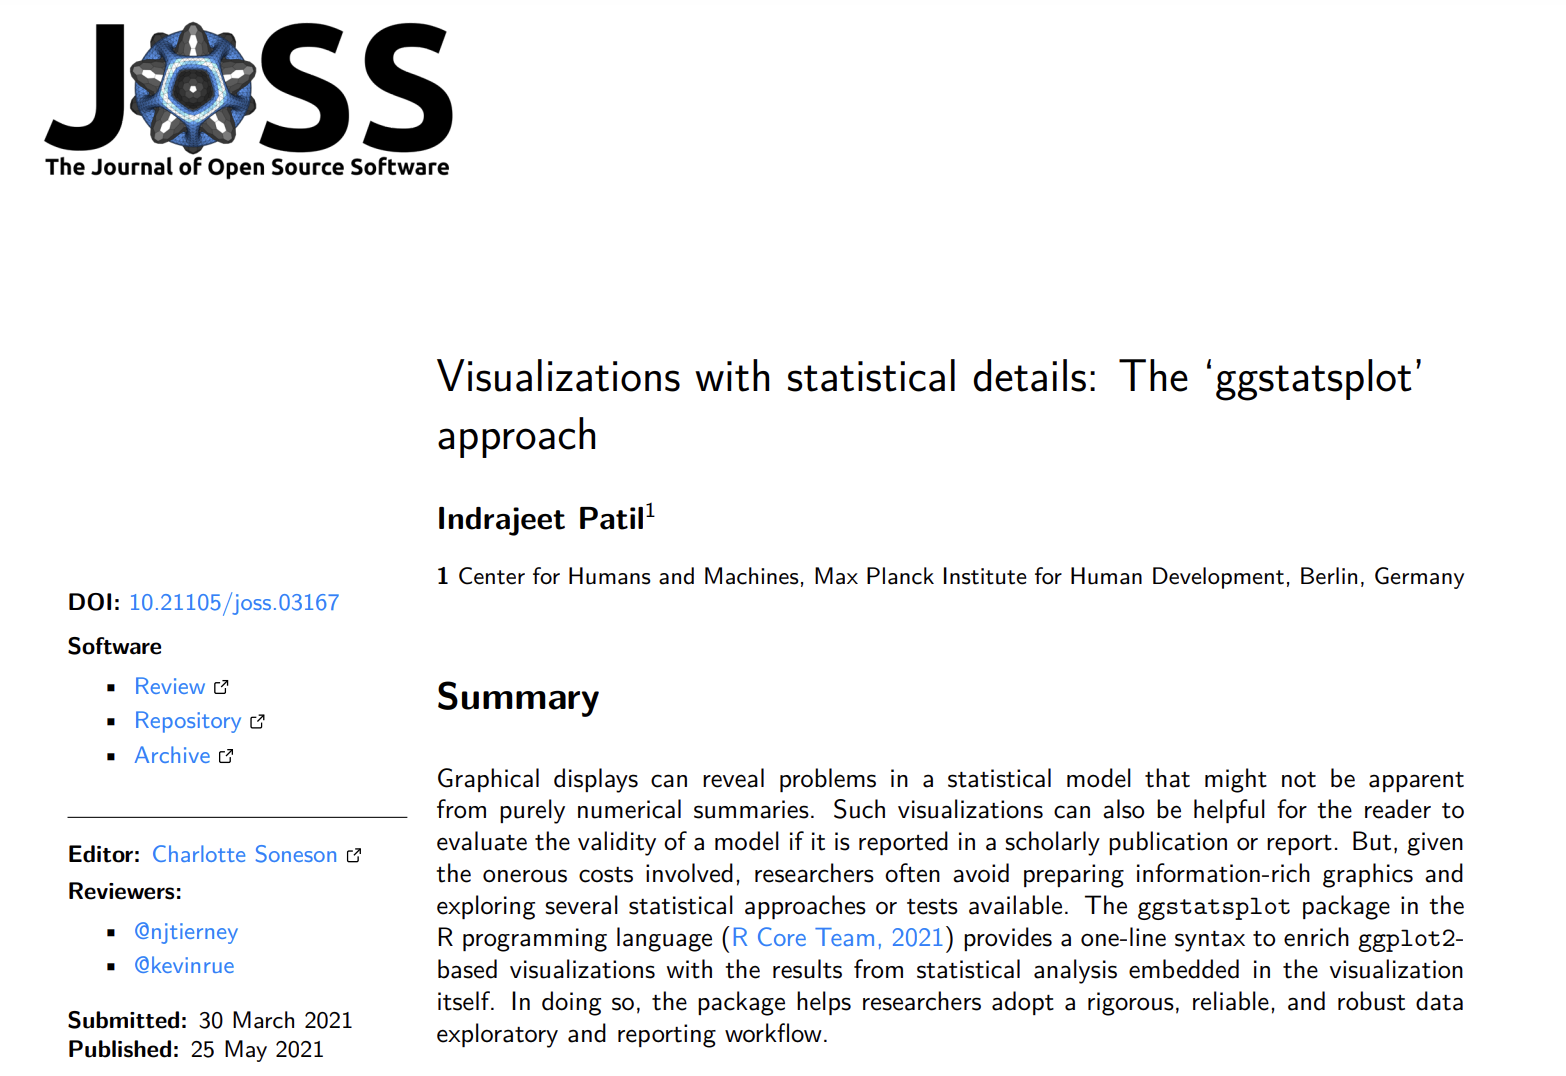 JOSS
The Journal of Open Source Software
Visualizations with statistical details: The ‘ggstatsplot’
approach
Indrajeet Patil1
1 Center for Humans and Machines, Max Planck Institute for Human Development, Berlin, Germany
DOI: 10.21105/joss.03167
Software
▪ Review
▪ Repository
▪ Archive
Editor: Charlotte Soneson
Reviewers:
▪ @njtierney
▪ @kevinrue
Submitted: 30 March 2021
Published: 25 May 2021
Summary
Graphical displays can reveal problems in a statistical model that might not be apparent
from purely numerical summaries. Such visualizations can also be helpful for the reader to
evaluate the validity of a model if it is reported in a scholarly publication or report. But, given
the onerous costs involved, researchers often avoid preparing information-rich graphics and
exploring several statistical approaches or tests available. The ggstatsplot package in the
R programming language (R Core Team, 2021) provides a one-line syntax to enrich ggplot2-
based visualizations with the results from statistical analysis embedded in the visualization
itself. In doing so, the package helps researchers adopt a rigorous, reliable, and robust data
exploratory and reporting workflow.